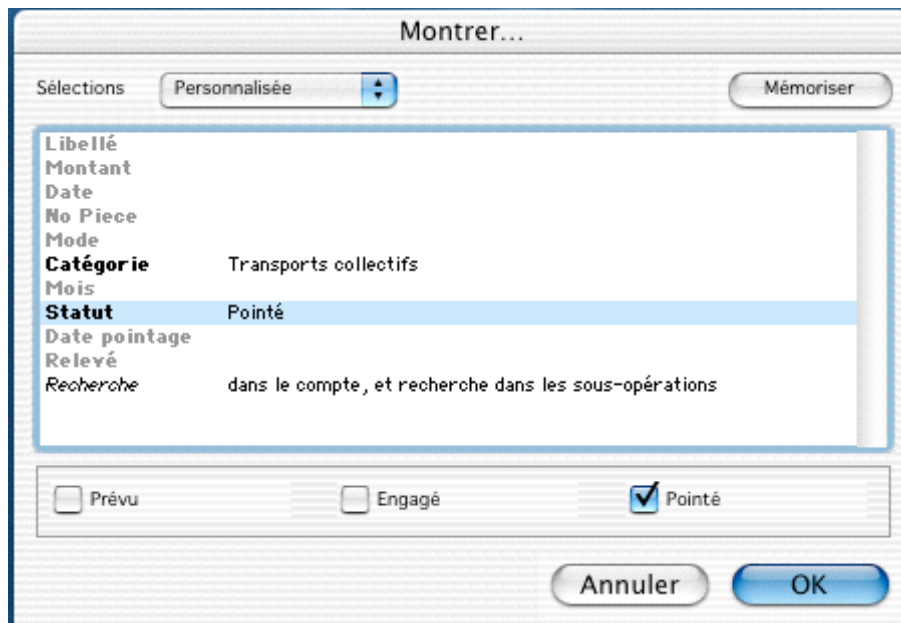 Montrer...
Sélections Personnalisée Mémoriser
Libellé
Montant
Date
No Piece
Mode
Catégorie Transports collectifs
Mois
Statut Pointé
Date pointage
Relevé
Recherche dans le compte, et recherche dans les sous-opérations
Prévu Engagé Pointé
Annuler OK